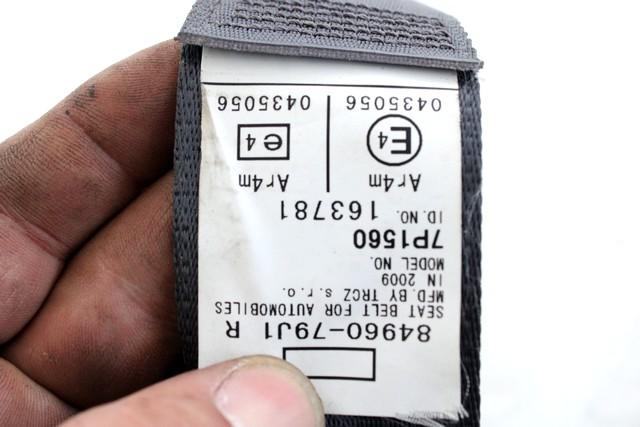 84960-79J1 R
SEAT BELT FOR AUTOMOBILES
MFD. BY TRCZ s.r.o.
IN 2009
MODEL NO.
7P1560
ID.NO. 163781
Ar4m Ar4m
E4 e4
0435056 0435056